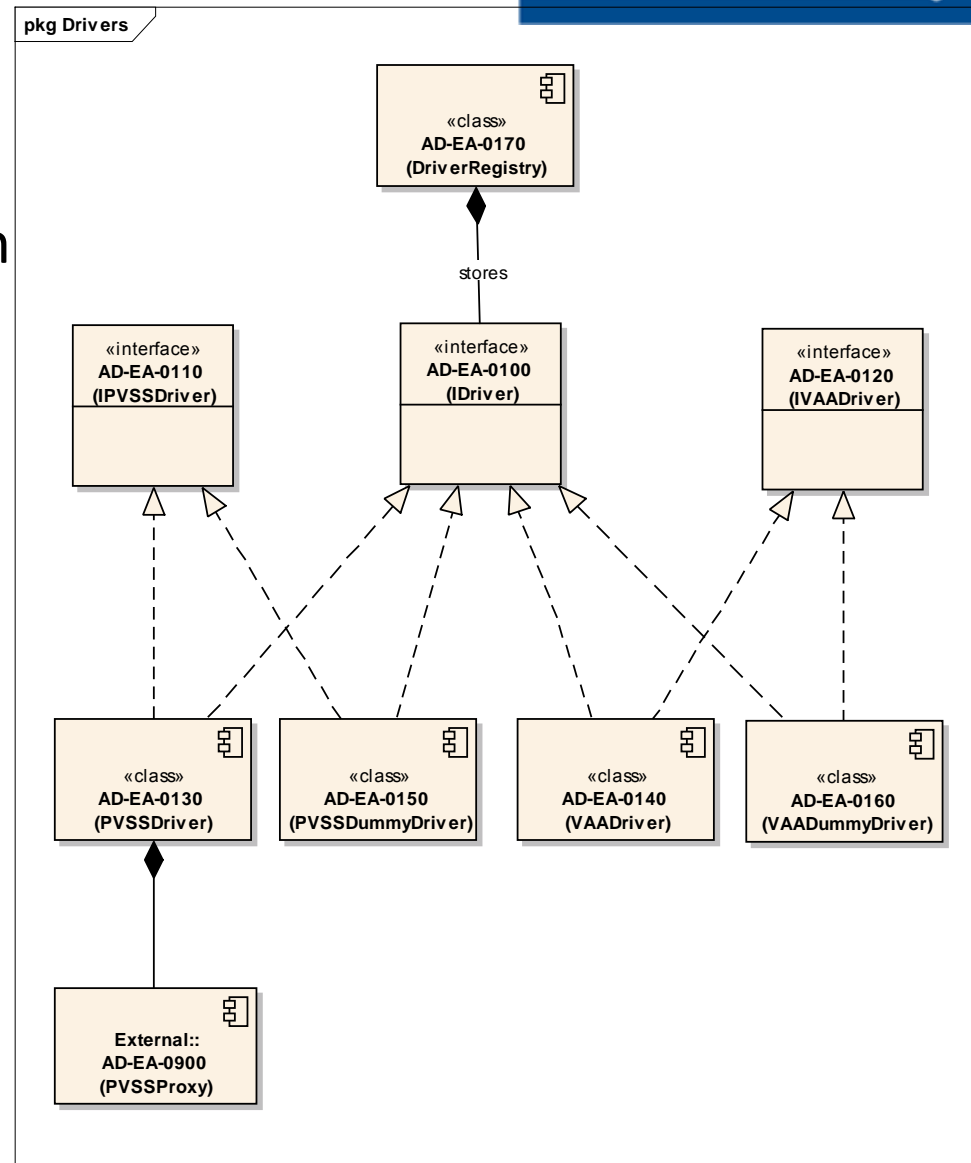 pkg Drivers
«class»
AD-EA-0170
(DriverRegistry)
n
stores
«interface»
AD-EA-0110
(IPVSSDriver)
«interface»
AD-EA-0100
(IDriver)
«interface»
AD-EA-0120
(IVAADriver)
«class»
AD-EA-0130
(PVSSDriver)
«class»
AD-EA-0150
(PVSSDummyDriver)
«class»
AD-EA-0140
(VAADriver)
«class»
AD-EA-0160
(VAADummyDriver)
External::
AD-EA-0900
(PVSSProxy)